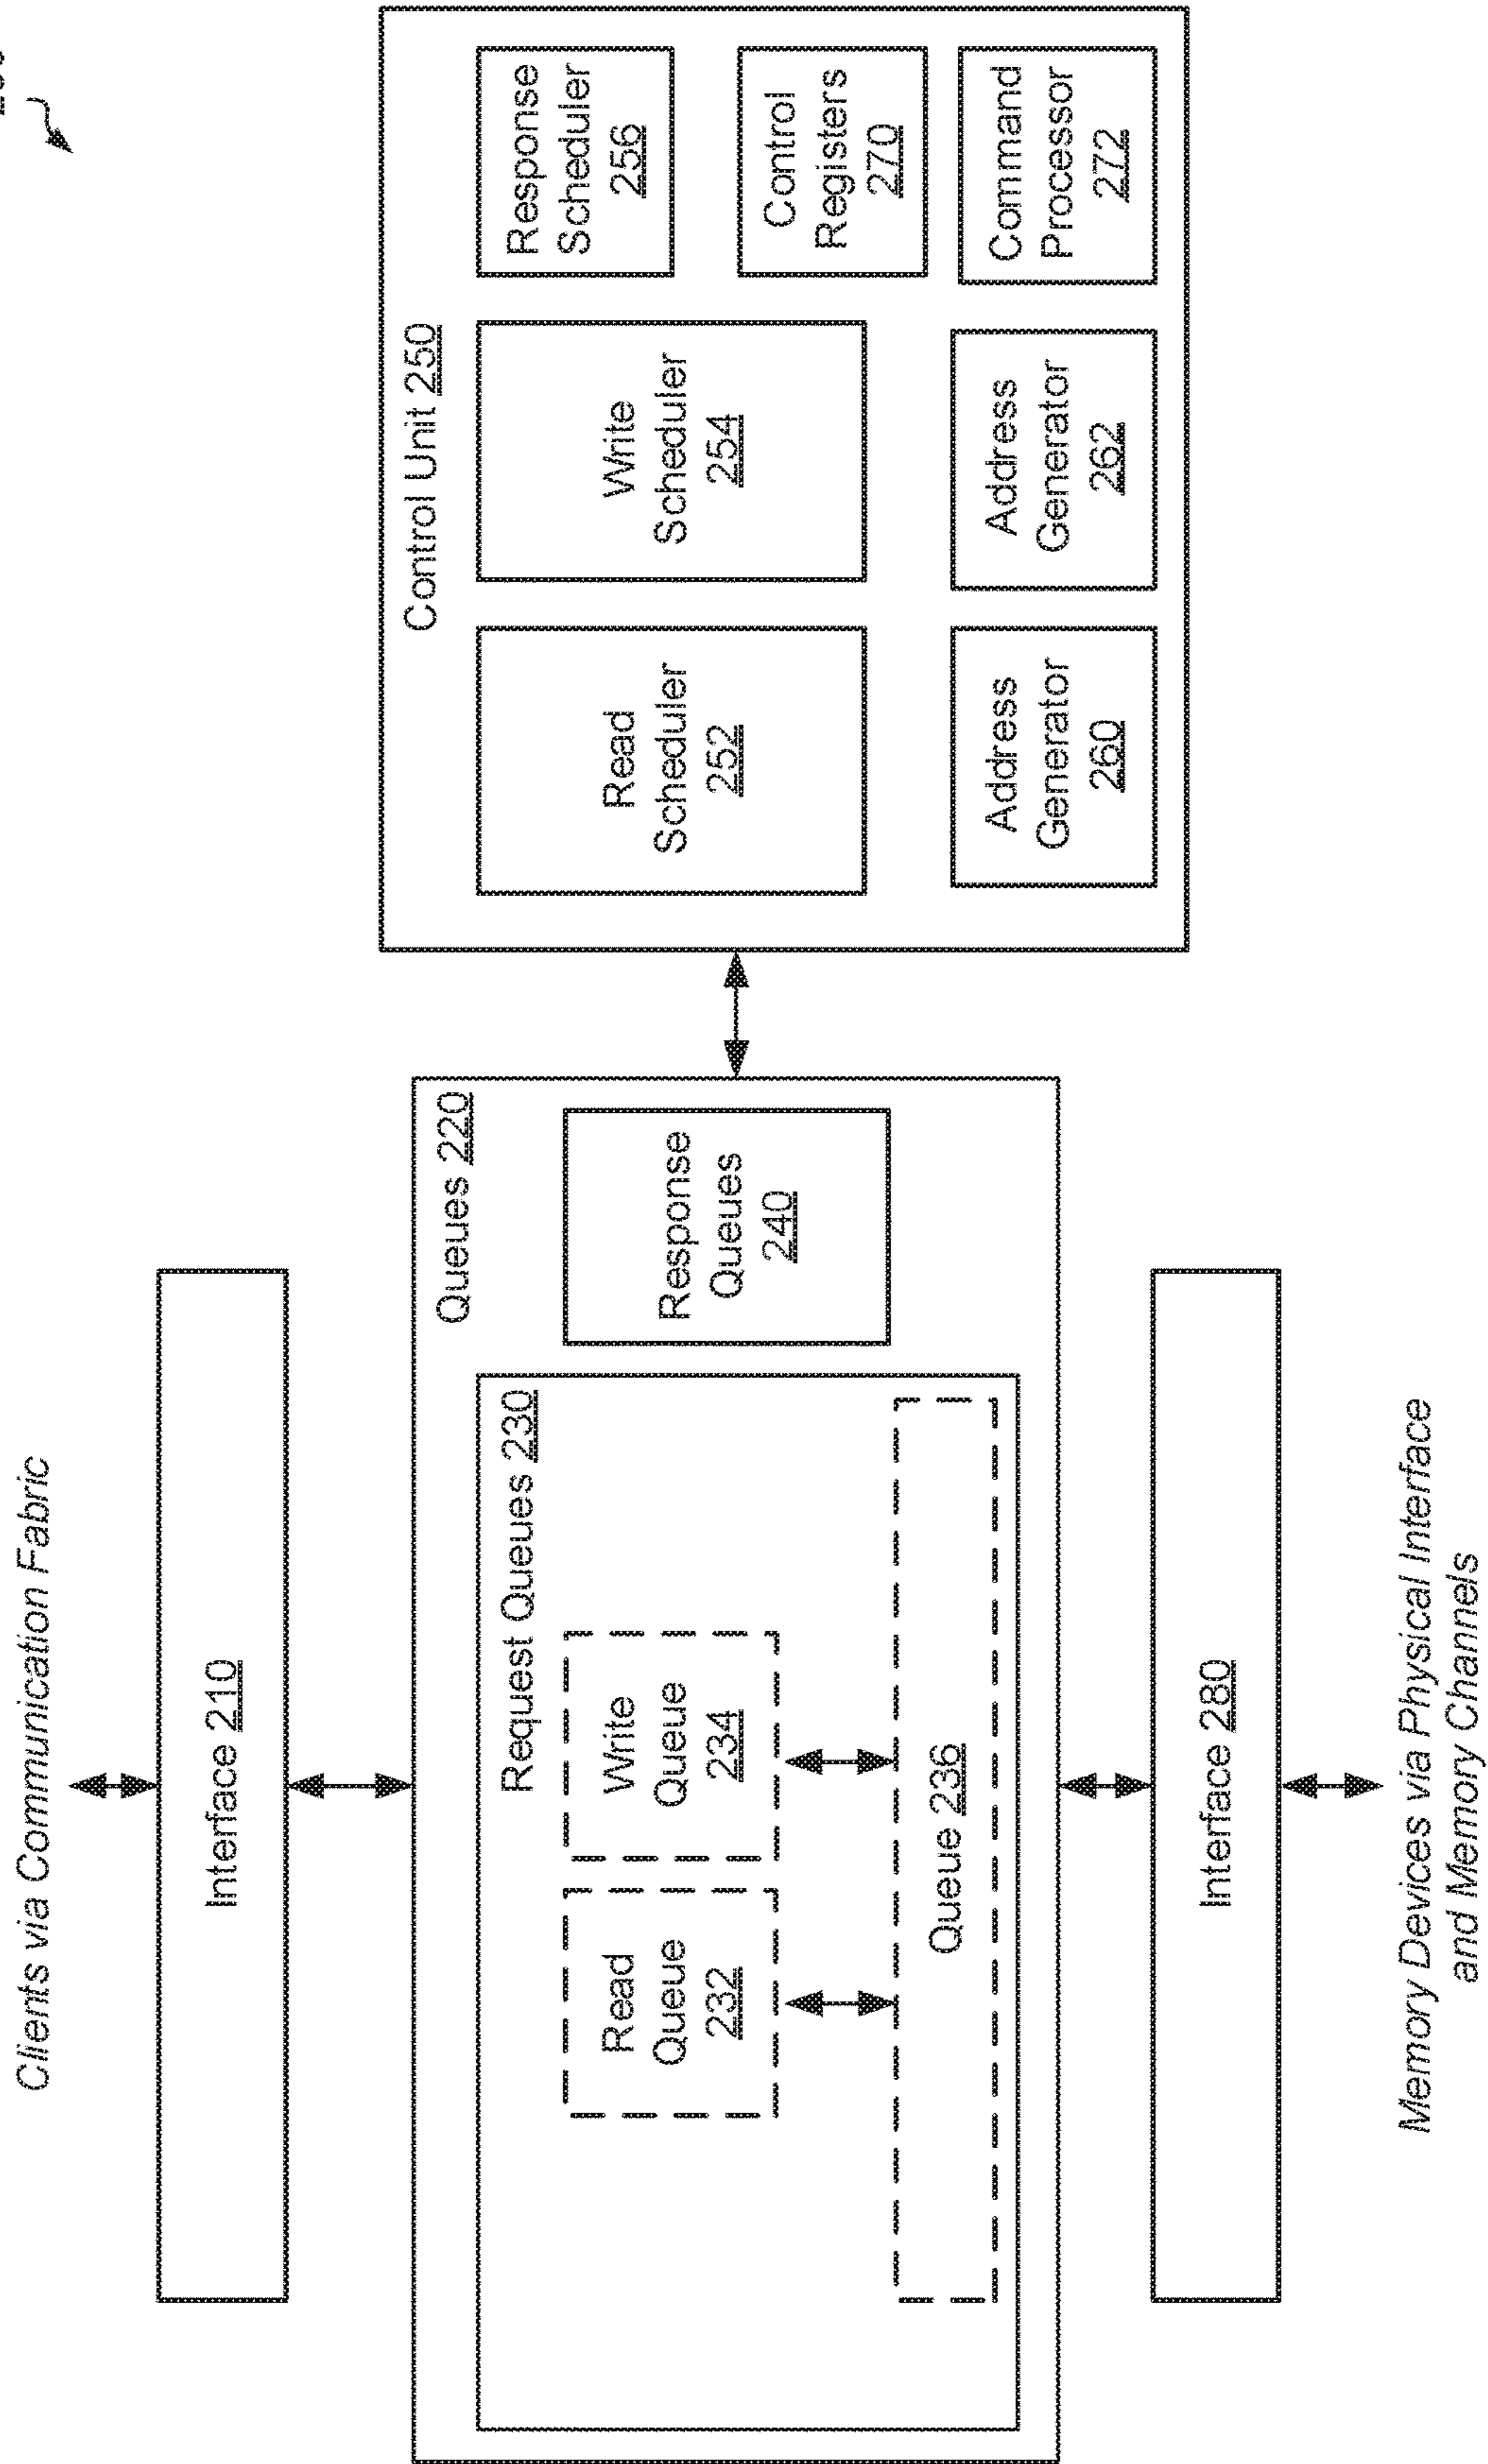 Clients via Communication Fabric
Interface 210
Queues 220
Request Queues 230
Read
Queue
232
Write
Queue
234
Queue 236
Response
Queues
240
Interface 280
Memory Devices via Physical Interface
and Memory Channels
Control Unit 250
Read
Scheduler
252
Write
Scheduler
254
Response
Scheduler
256
Control
Registers
270
Address
Generator
260
Address
Generator
262
Command
Processor
272